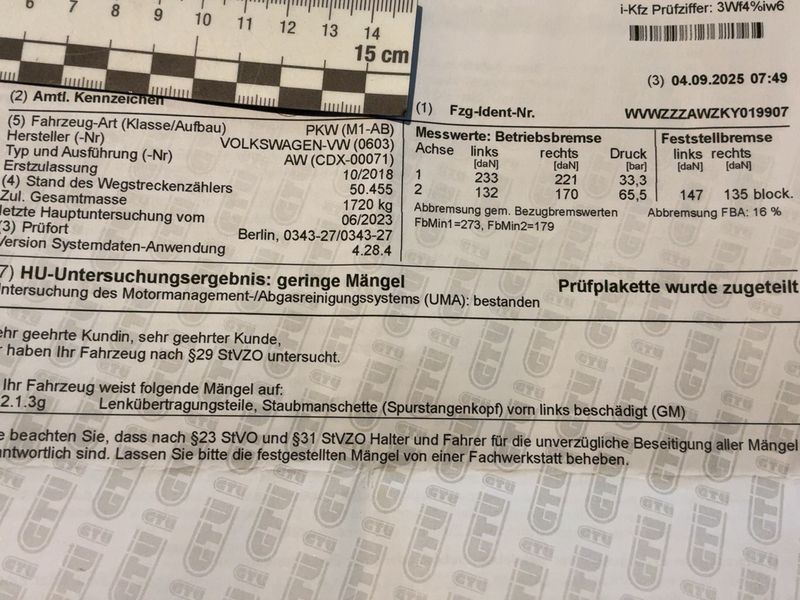 6 7 8 9 10 11 12 13 14
15 cm
i-Kfz Prüfziffer: 3Wf4%iw6
(3) 04.09.2025 07:49
(2) Amtl. Kennzeichen
(1) Fzg-Ident-Nr. WVWZZZAWZKY019907
(5) Fahrzeug-Art (Klasse/Aufbau) PKW (M1-AB)
Hersteller (-Nr) VOLKSWAGEN-VW (0603)
Typ und Ausführung (-Nr) AW (CDX-00071)
Erstzulassung 10/2018
(4) Stand des Wegstreckenzählers 50.455
Zul. Gesamtmasse 1720 kg
letzte Hauptuntersuchung vom 06/2023
(3) Prüfort Berlin, 0343-27/0343-27
Version Systemdaten-Anwendung 4.28.4
Messwerte: Betriebsbremse Feststellbremse
Achse links rechts Druck links rechts
[daN] [daN] [bar] [daN] [daN]
1 233 221 33,3
2 132 170 65,5 147 135 block.
Abbremsung gem. Bezugbremswerten Abbremsung FBA: 16 %
FbMin1=273, FbMin2=179
7) HU-Untersuchungsergebnis: geringe Mängel Prüfplakette wurde zugeteilt
ntersuchung des Motormanagement-/Abgasreinigungssystems (UMA): bestanden
ehr geehrte Kundin, sehr geehrter Kunde,
r haben Ihr Fahrzeug nach §29 StVZO untersucht.
Ihr Fahrzeug weist folgende Mängel auf:
2.1.3g Lenkübertragungsteile, Staubmanschette (Spurstangenkopf) vorn links beschädigt (GM)
e beachten Sie, dass nach §23 StVO und §31 StVZO Halter und Fahrer für die unverzügliche Beseitigung aller Mängel
antwortlich sind. Lassen Sie bitte die festgestellten Mängel von einer Fachwerkstatt beheben.
GTÜ